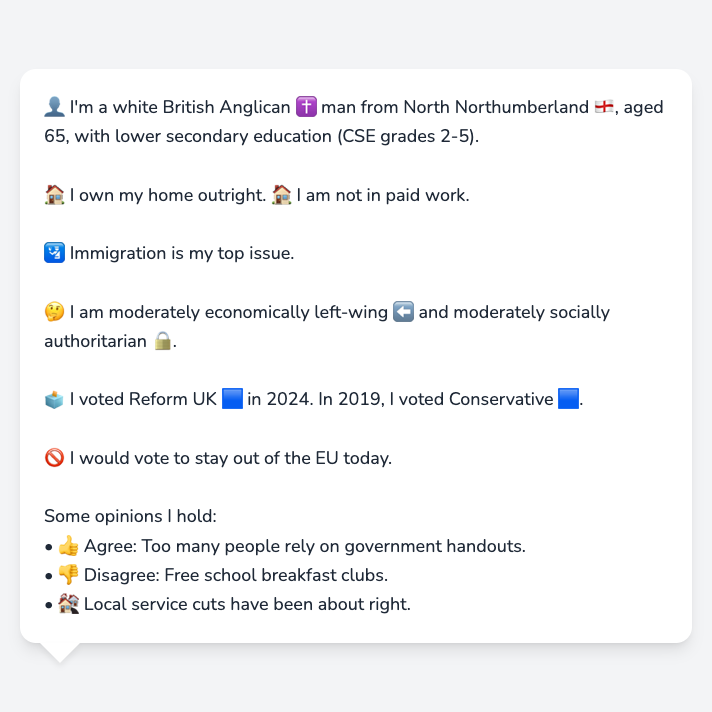 👤 I'm a white British Anglican ✝️ man from North Northumberland 🏴󠁧󠁢󠁥󠁮󠁧󠁿, aged
65, with lower secondary education (CSE grades 2-5).
🏠 I own my home outright. 🏠 I am not in paid work.
🛂 Immigration is my top issue.
🤔 I am moderately economically left-wing ⬅️ and moderately socially
authoritarian 🔒.
🗳️ I voted Reform UK 🟦 in 2024. In 2019, I voted Conservative 🟦.
🚫 I would vote to stay out of the EU today.
Some opinions I hold:
• 👍 Agree: Too many people rely on government handouts.
• 👎 Disagree: Free school breakfast clubs.
• 🏚️ Local service cuts have been about right.